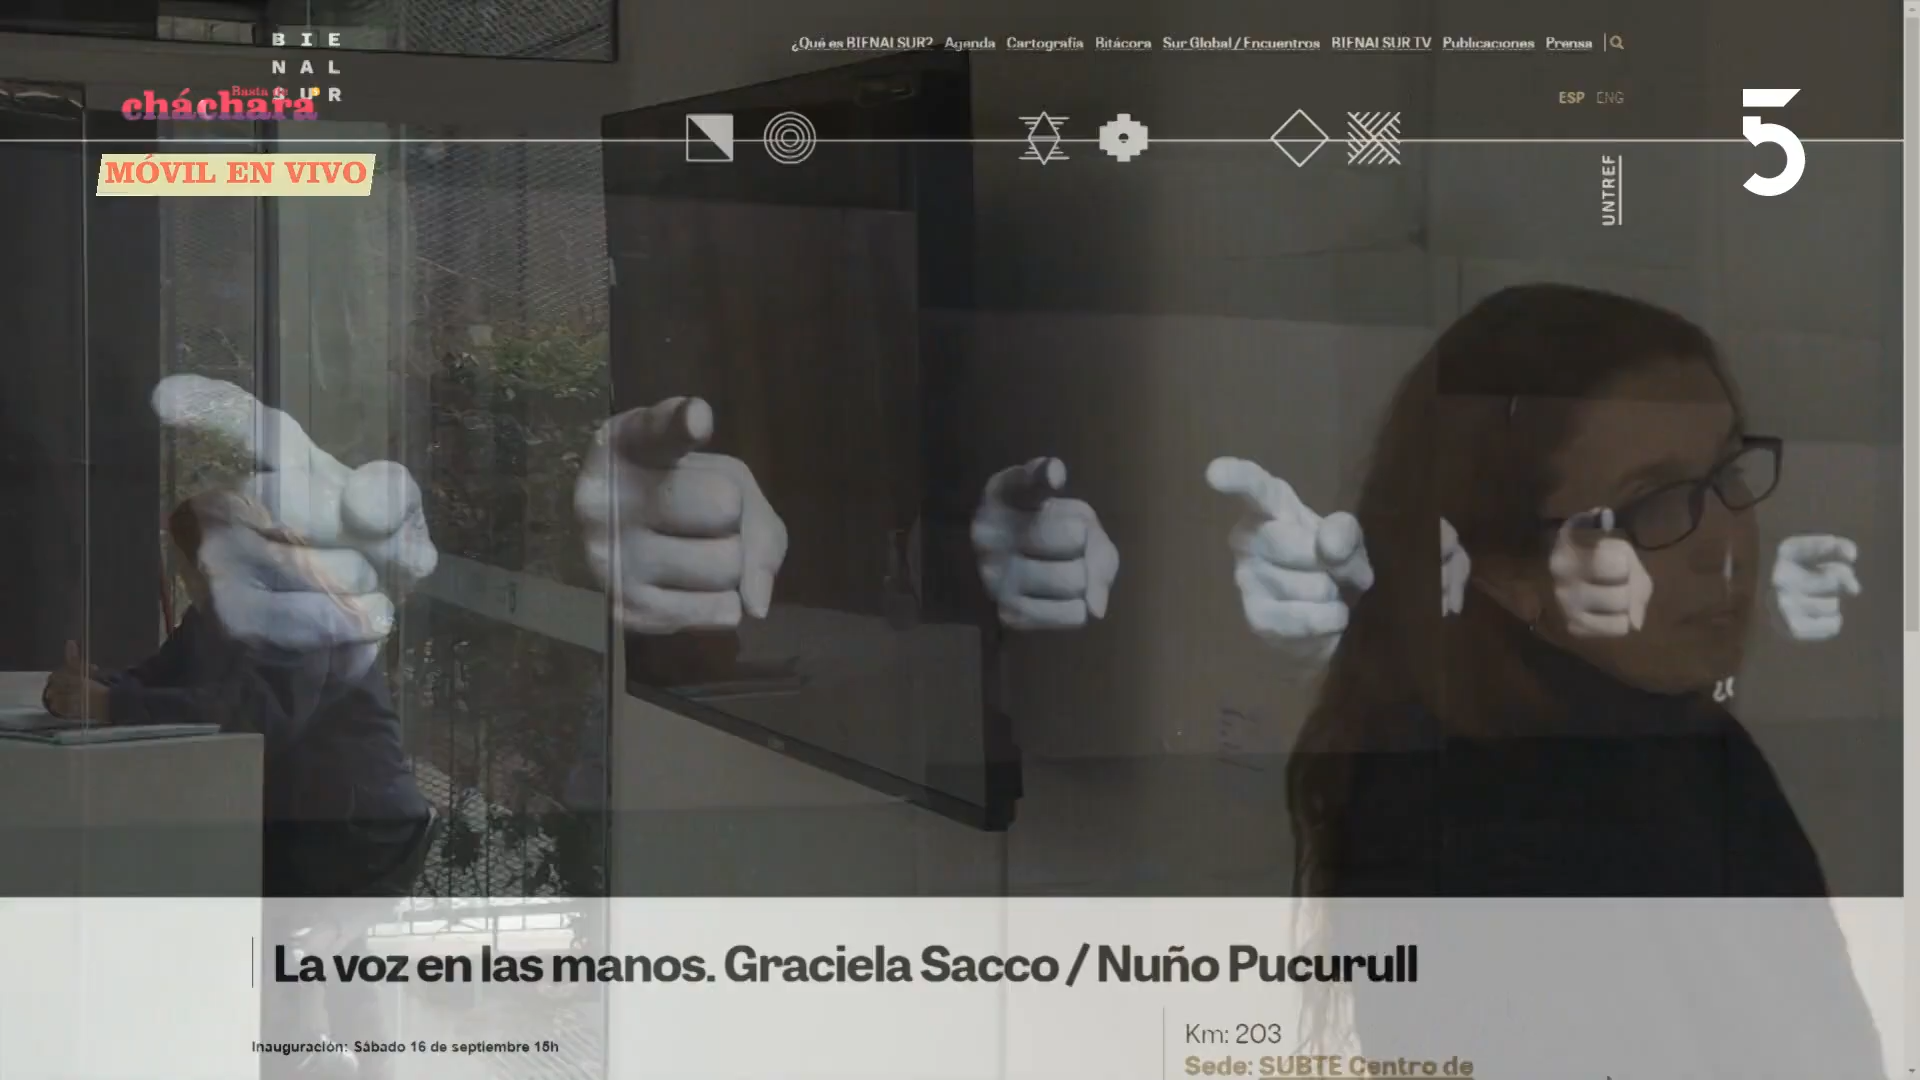 B I E
N A L
S U R
¿Qué es BIENALSUR? Agenda Cartografía Bitácora Sur Global / Encuentros BIENALSUR TV Publicaciones Prensa
ESP ENG
Basta de
cháchara
MÓVIL EN VIVO
5
UNTREF
¿
La voz en las manos. Graciela Sacco / Nuño Pucurull
Inauguración: Sábado 16 de septiembre 15h
Km: 203
Sede: SUBTE Centro de